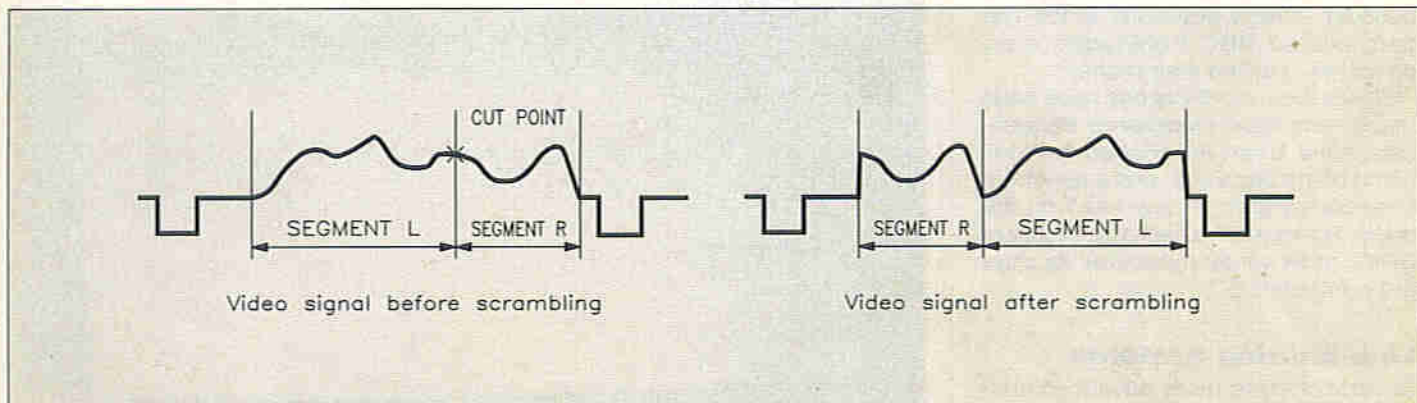 CUT POINT
SEGMENT L
SEGMENT R
Video signal before scrambling
SEGMENT R
SEGMENT L
Video signal after scrambling